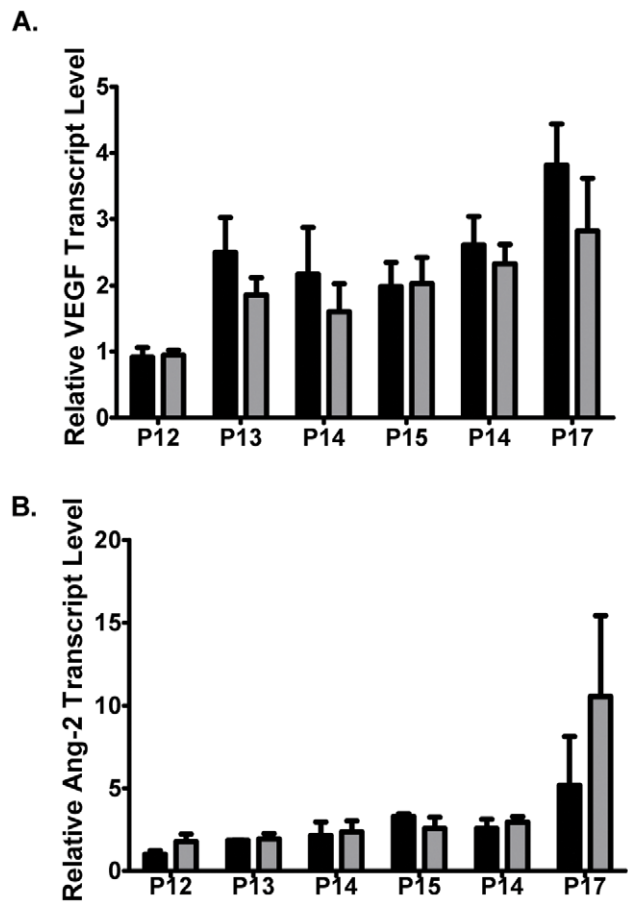 A.
Relative VEGF Transcript Level
5
4
3
2
1
0
P12 P13 P14 P15 P14 P17
B.
Relative Ang-2 Transcript Level
20
15
10
5
0
P12 P13 P14 P15 P14 P17